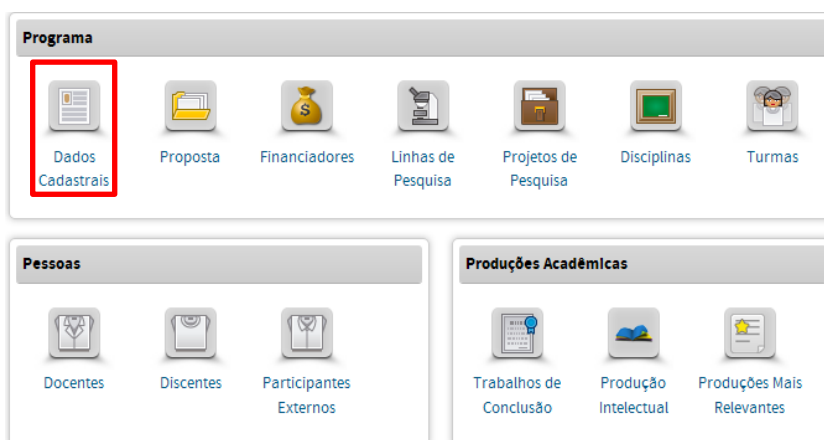 Programa
Dados
Cadastrais
Proposta
Financiadores
Linhas de
Pesquisa
Projetos de
Pesquisa
Disciplinas
Turmas
Pessoas
Docentes
Discentes
Participantes
Externos
Produções Acadêmicas
Trabalhos de
Conclusão
Produção
Intelectual
Produções Mais
Relevantes